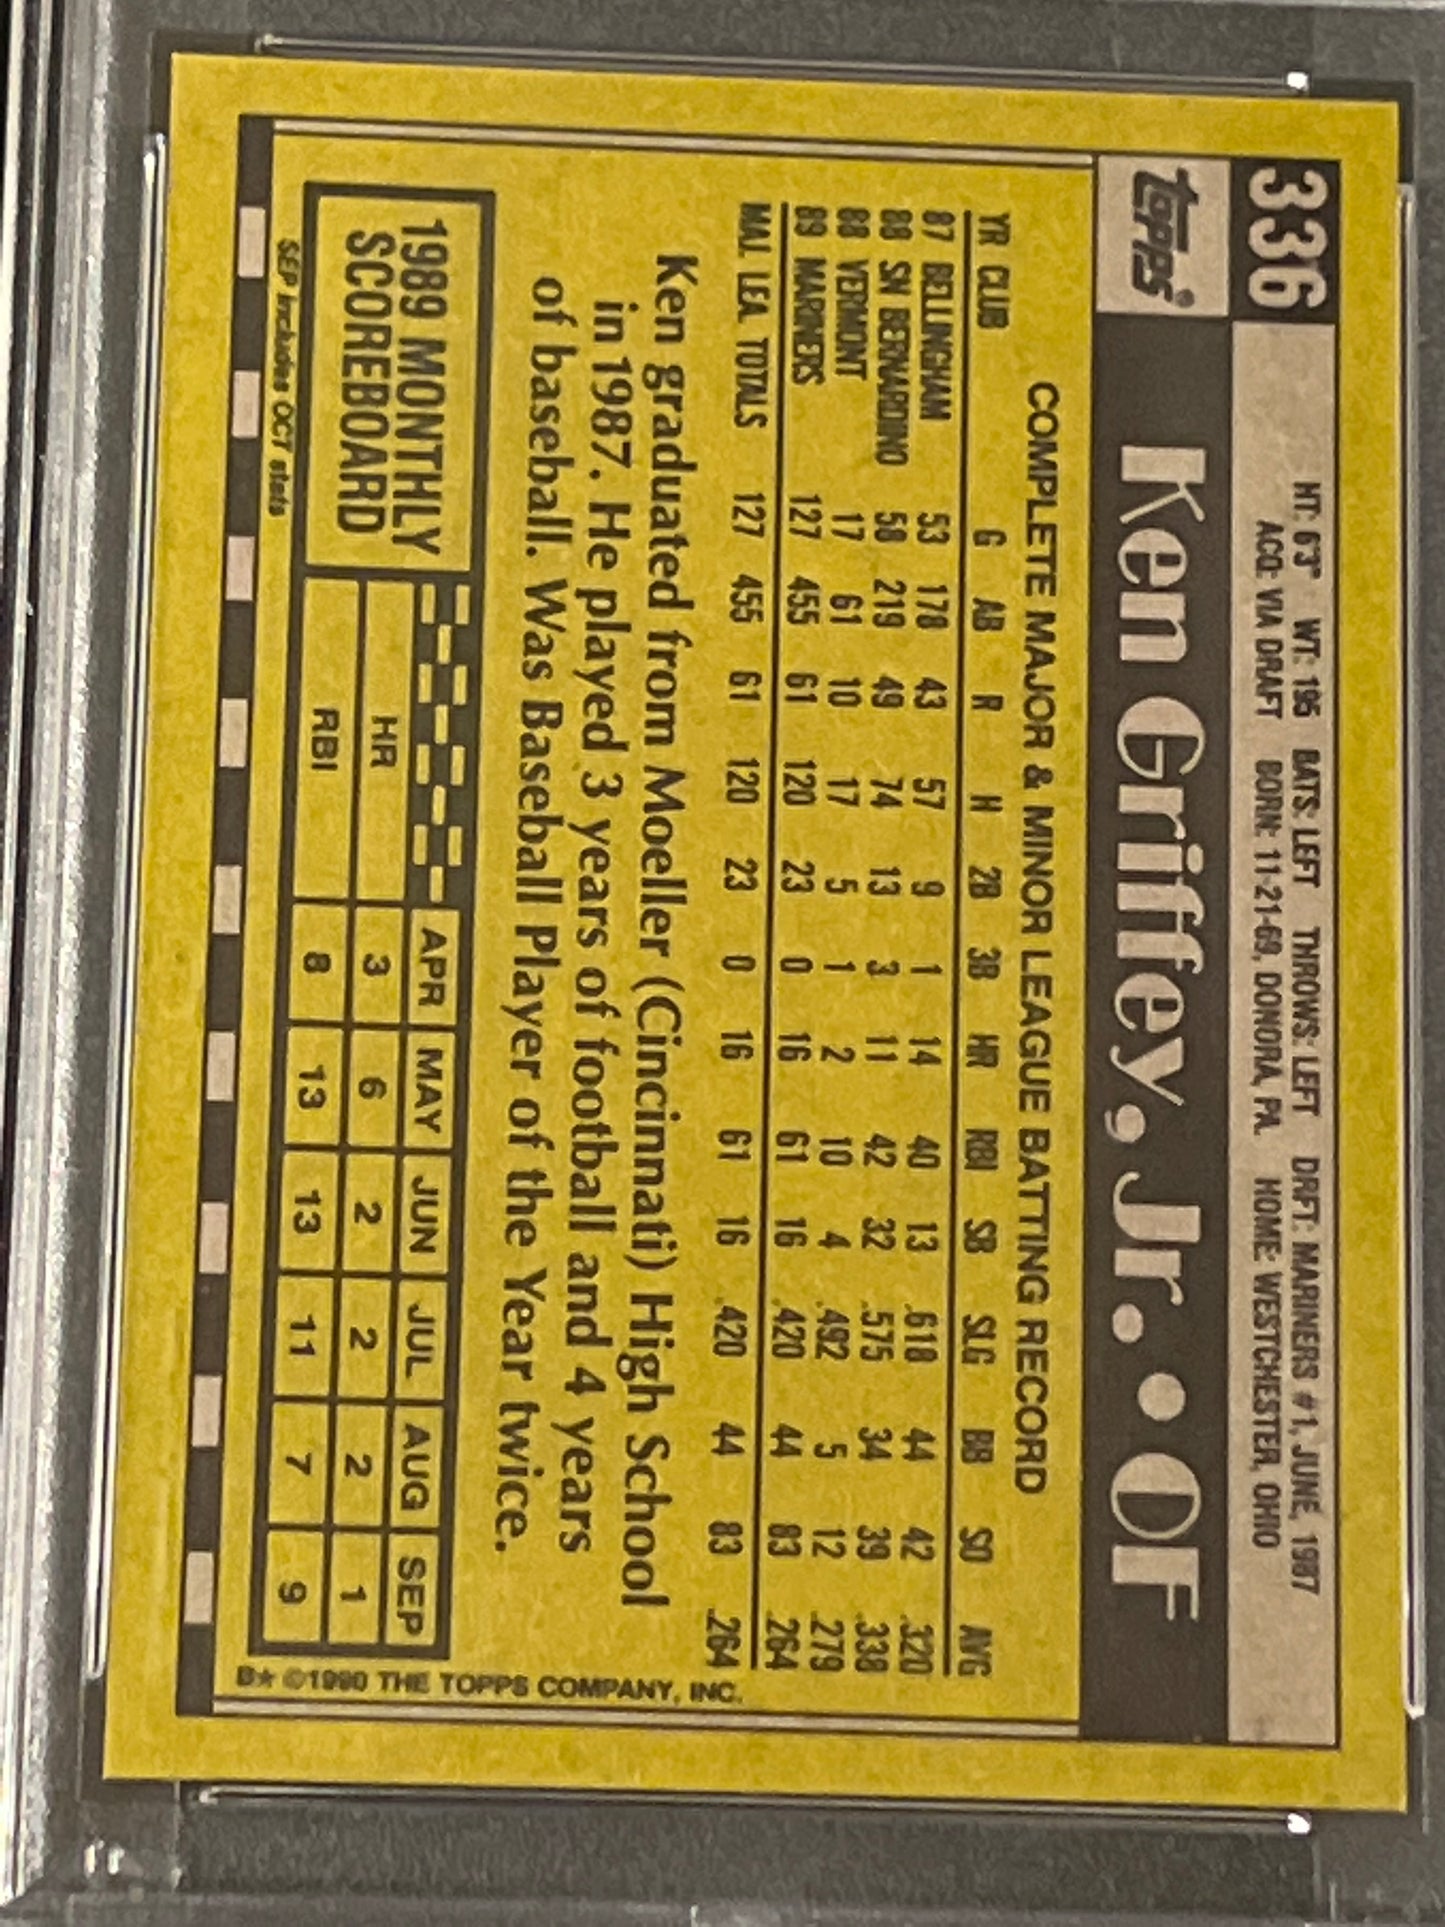 336 HT: 6'3" WT: 195 BATS: LEFT THROWS: LEFT DRFT: MARINERS #1, JUNE, 1987
ACQ: VIA DRAFT BORN: 11-21-69, DONORA, PA. HOME: WESTCHESTER, OHIO
Topps® Ken Griffey, Jr. • OF
COMPLETE MAJOR & MINOR LEAGUE BATTING RECORD
YR CLUB G AB R H 2B 3B HR RBI SB SLG BB SO AVG
87 BELLINGHAM 53 178 43 57 9 1 14 40 13 .618 44 42 .320
88 SN BERNARDINO 58 219 49 74 13 3 11 42 32 .575 34 39 .338
88 VERMONT 17 61 10 17 5 1 2 10 4 .492 5 12 .279
89 MARINERS 127 455 61 120 23 0 16 61 16 .420 44 83 .264
MAJ. LEA. TOTALS 127 455 61 120 23 0 16 61 16 .420 44 83 .264
Ken graduated from Moeller (Cincinnati) High School
in 1987. He played 3 years of football and 4 years
of baseball. Was Baseball Player of the Year twice.
1989 MONTHLY
SCOREBOARD
APR MAY JUN JUL AUG SEP
HR 3 6 2 2 2 1
RBI 8 13 13 11 7 9
SEP includes OCT stats
B* ©1990 THE TOPPS COMPANY, INC.